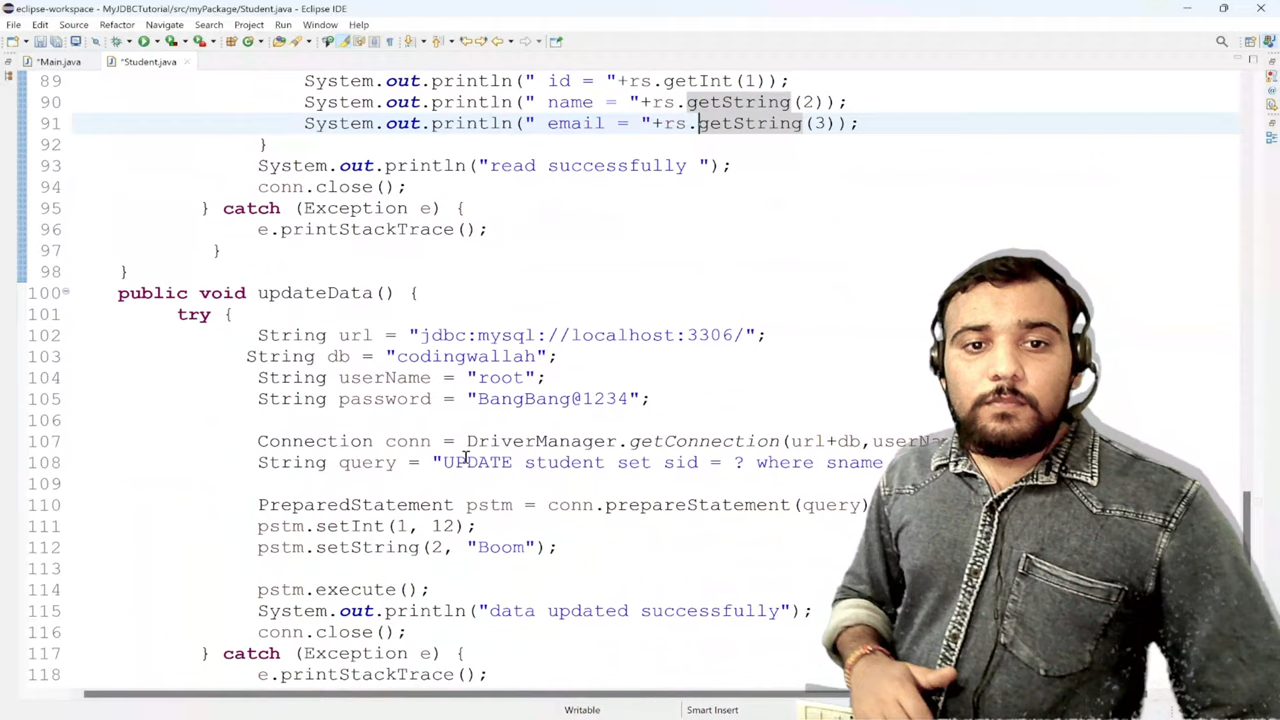 eclipse-workspace - MyJDBCTutorial/src/myPackage/Student.java - Eclipse IDE
File Edit Source Refactor Navigate Search Project Run Window Help
*Main.java *Student.java
89 System.out.println(" id = "+rs.getInt(1));
90 System.out.println(" name = "+rs.getString(2));
91 System.out.println(" email = "+rs.getString(3));
92 }
93 System.out.println("read successfully ");
94 conn.close();
95 } catch (Exception e) {
96 e.printStackTrace();
97 }
98 }
100 public void updateData() {
101 try {
102 String url = "jdbc:mysql://localhost:3306/";
103 String db = "codingwallah";
104 String userName = "root";
105 String password = "BangBang@1234";
106
107 Connection conn = DriverManager.getConnection(url+db,userNa
108 String query = "UPDATE student set sid = ? where sname
109
110 PreparedStatement pstm = conn.prepareStatement(query)
111 pstm.setInt(1, 12);
112 pstm.setString(2, "Boom");
113
114 pstm.execute();
115 System.out.println("data updated successfully");
116 conn.close();
117 } catch (Exception e) {
118 e.printStackTrace();
Writable Smart Insert